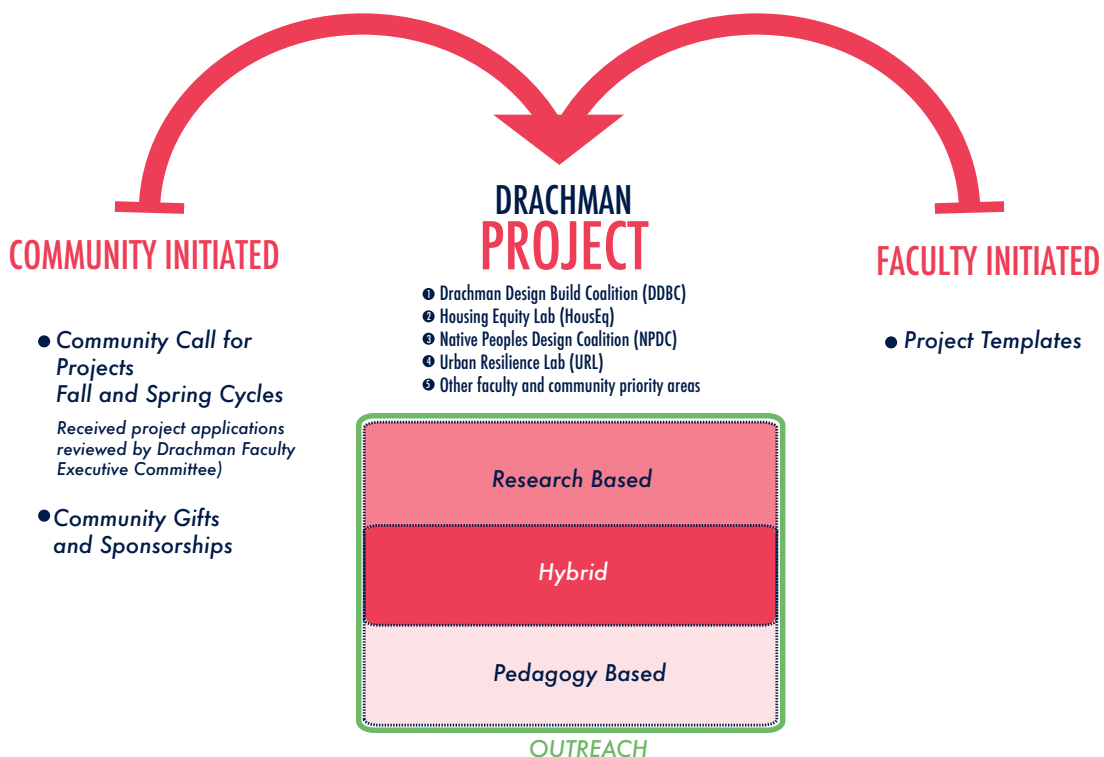 DRACHMAN
PROJECT
COMMUNITY INITIATED
● Community Call for
Projects
Fall and Spring Cycles
Received project applications
reviewed by Drachman Faculty
Executive Committee)
● Community Gifts
and Sponsorships
❶ Drachman Design Build Coalition (DDBC)
❷ Housing Equity Lab (HousEq)
❸ Native Peoples Design Coalition (NPDC)
❹ Urban Resilience Lab (URL)
❺ Other faculty and community priority areas
Research Based
Hybrid
Pedagogy Based
OUTREACH
FACULTY INITIATED
● Project Templates